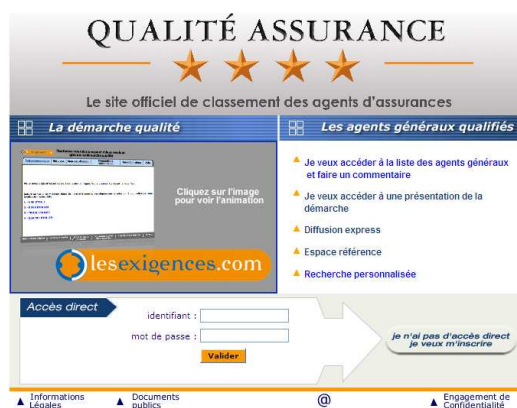 QUALITÉ ASSURANCE
Le site officiel de classement des agents d'assurances
La démarche qualité
Cliquez sur l'image
pour voir l'animation
lesexigences.com
Les agents généraux qualifiés
Je veux accéder à la liste des agents généraux
et faire un commentaire
Je veux accéder à une présentation de la
démarche
Diffusion express
Espace référence
Recherche personnalisée
Accès direct
identifiant :
mot de passe :
Valider
je n'ai pas d'accès direct
je veux m'inscrire
Informations
Légales
Documents
publics
@
Engagement de
Confidentialité